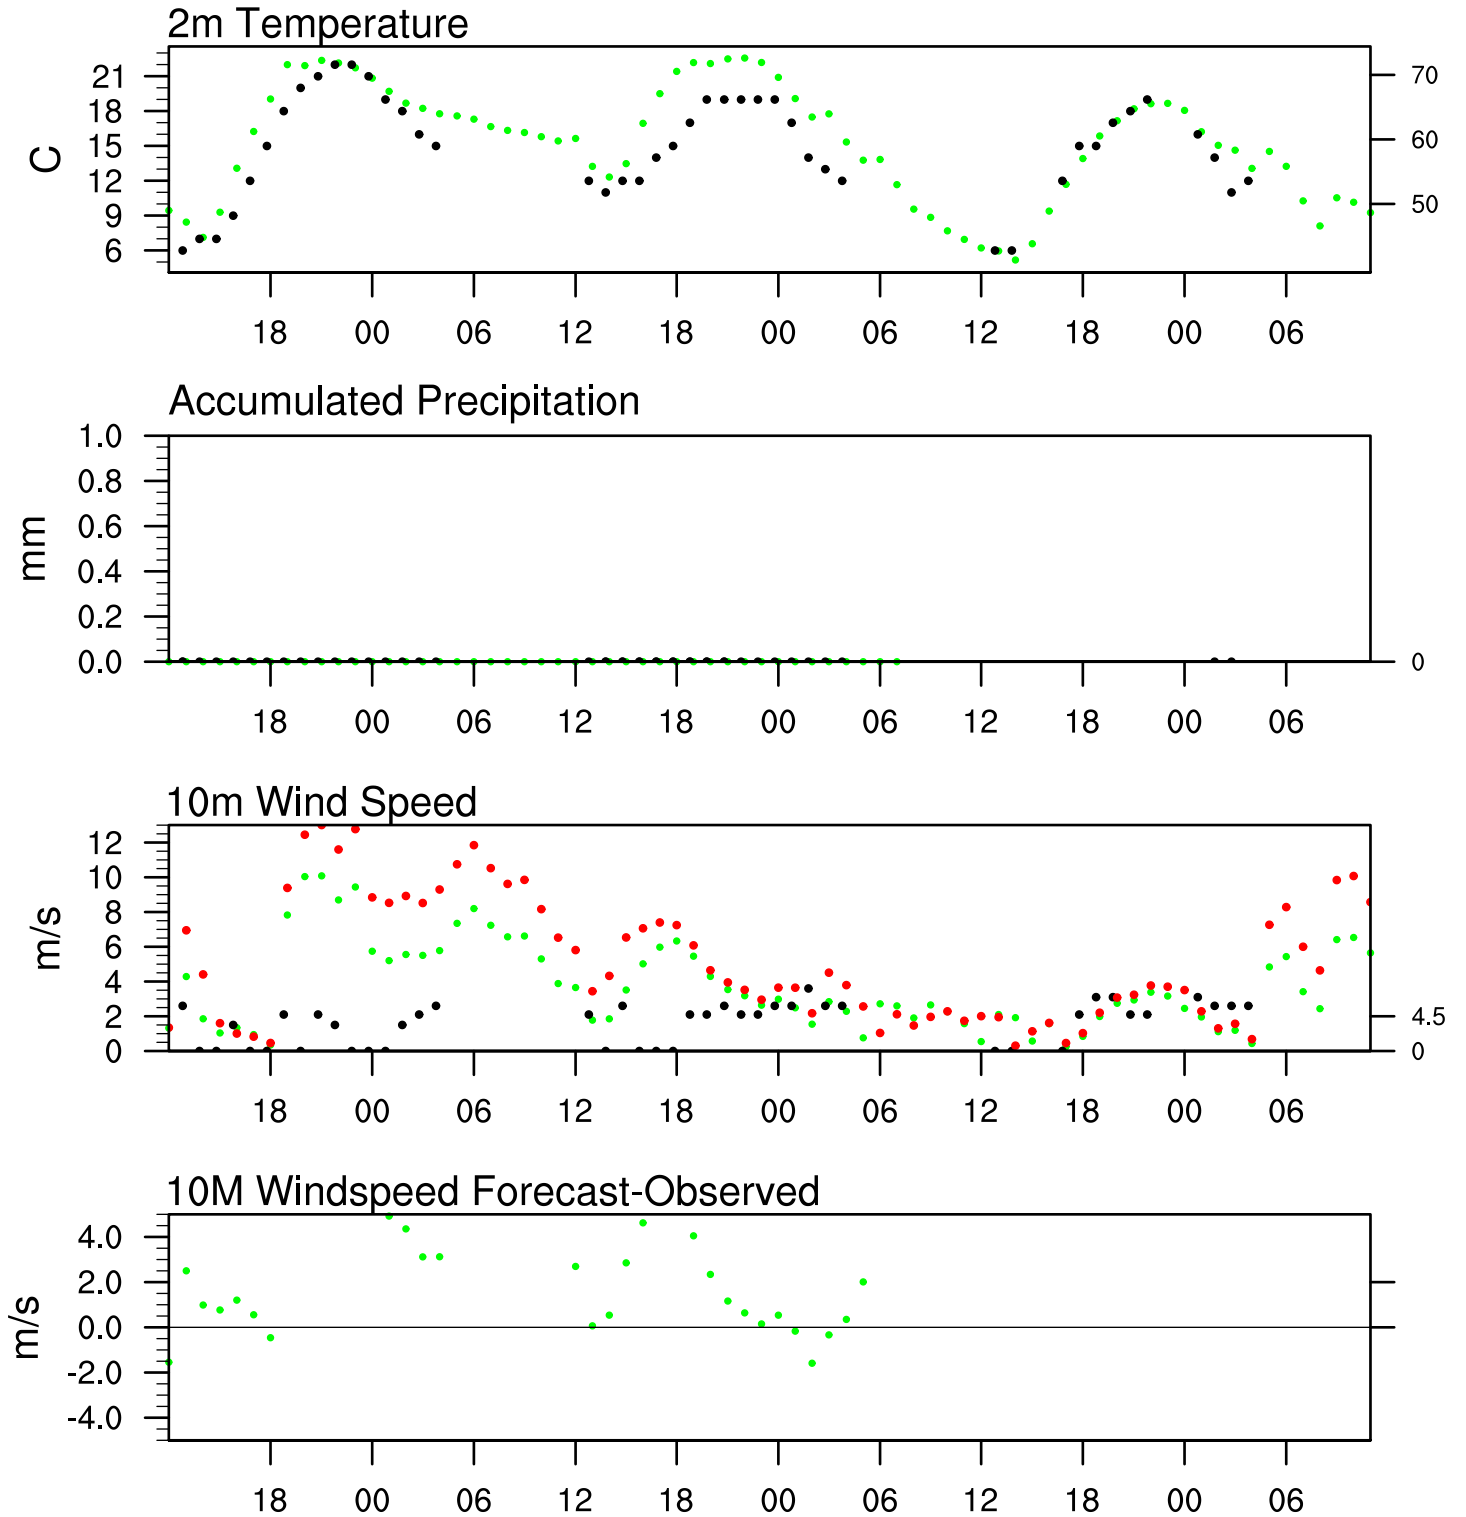 2m Temperature
21
18
15
12
9
6
C
70
60
50
18 00 06 12 18 00 06 12 18 00 06
Accumulated Precipitation
1.0
0.8
0.6
0.4
0.2
0.0
mm
0
18 00 06 12 18 00 06 12 18 00 06
10m Wind Speed
12
10
8
6
4
2
0
m/s
4.5
0
18 00 06 12 18 00 06 12 18 00 06
10M Windspeed Forecast-Observed
4.0
2.0
0.0
-2.0
-4.0
m/s
18 00 06 12 18 00 06 12 18 00 06